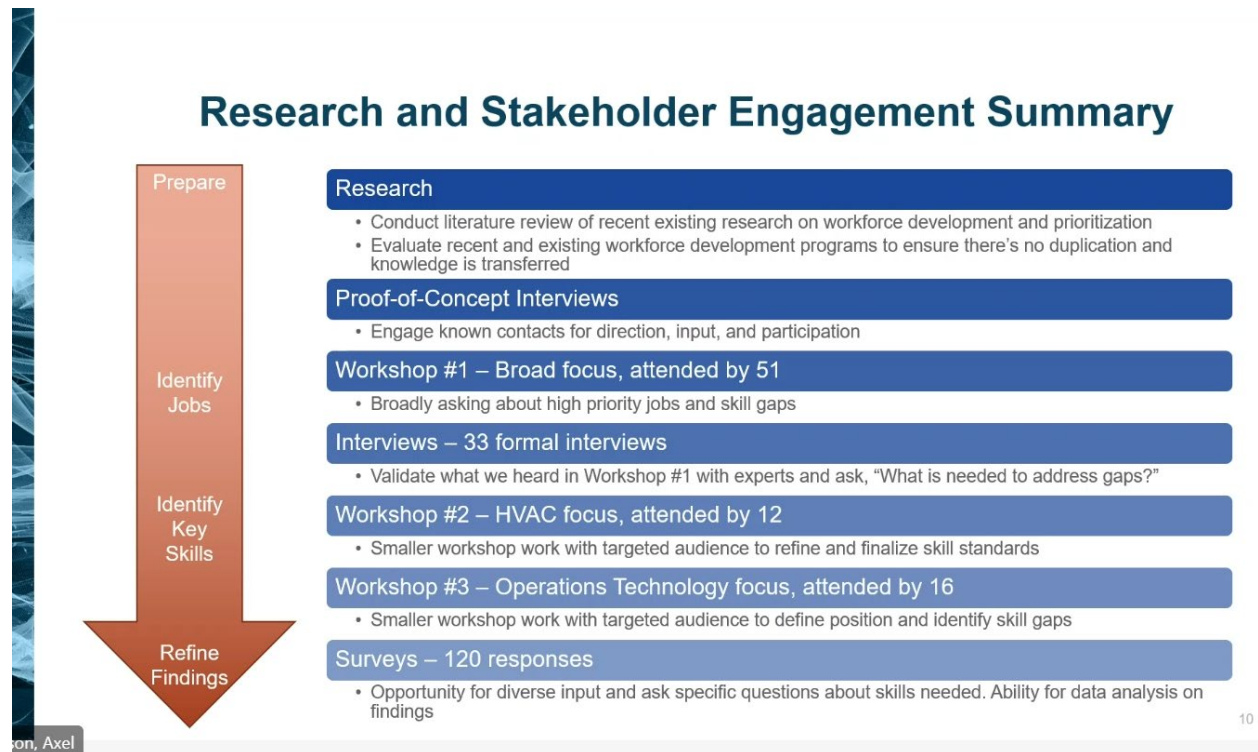 Research and Stakeholder Engagement Summary
Prepare
Identify
Jobs
Identify
Key
Skills
Refine
Findings
Research
• Conduct literature review of recent existing research on workforce development and prioritization
• Evaluate recent and existing workforce development programs to ensure there's no duplication and
knowledge is transferred
Proof-of-Concept Interviews
• Engage known contacts for direction, input, and participation
Workshop #1 – Broad focus, attended by 51
• Broadly asking about high priority jobs and skill gaps
Interviews – 33 formal interviews
• Validate what we heard in Workshop #1 with experts and ask, “What is needed to address gaps?”
Workshop #2 – HVAC focus, attended by 12
• Smaller workshop work with targeted audience to refine and finalize skill standards
Workshop #3 – Operations Technology focus, attended by 16
• Smaller workshop work with targeted audience to define position and identify skill gaps
Surveys – 120 responses
• Opportunity for diverse input and ask specific questions about skills needed. Ability for data analysis on
findings
10
son, Axel